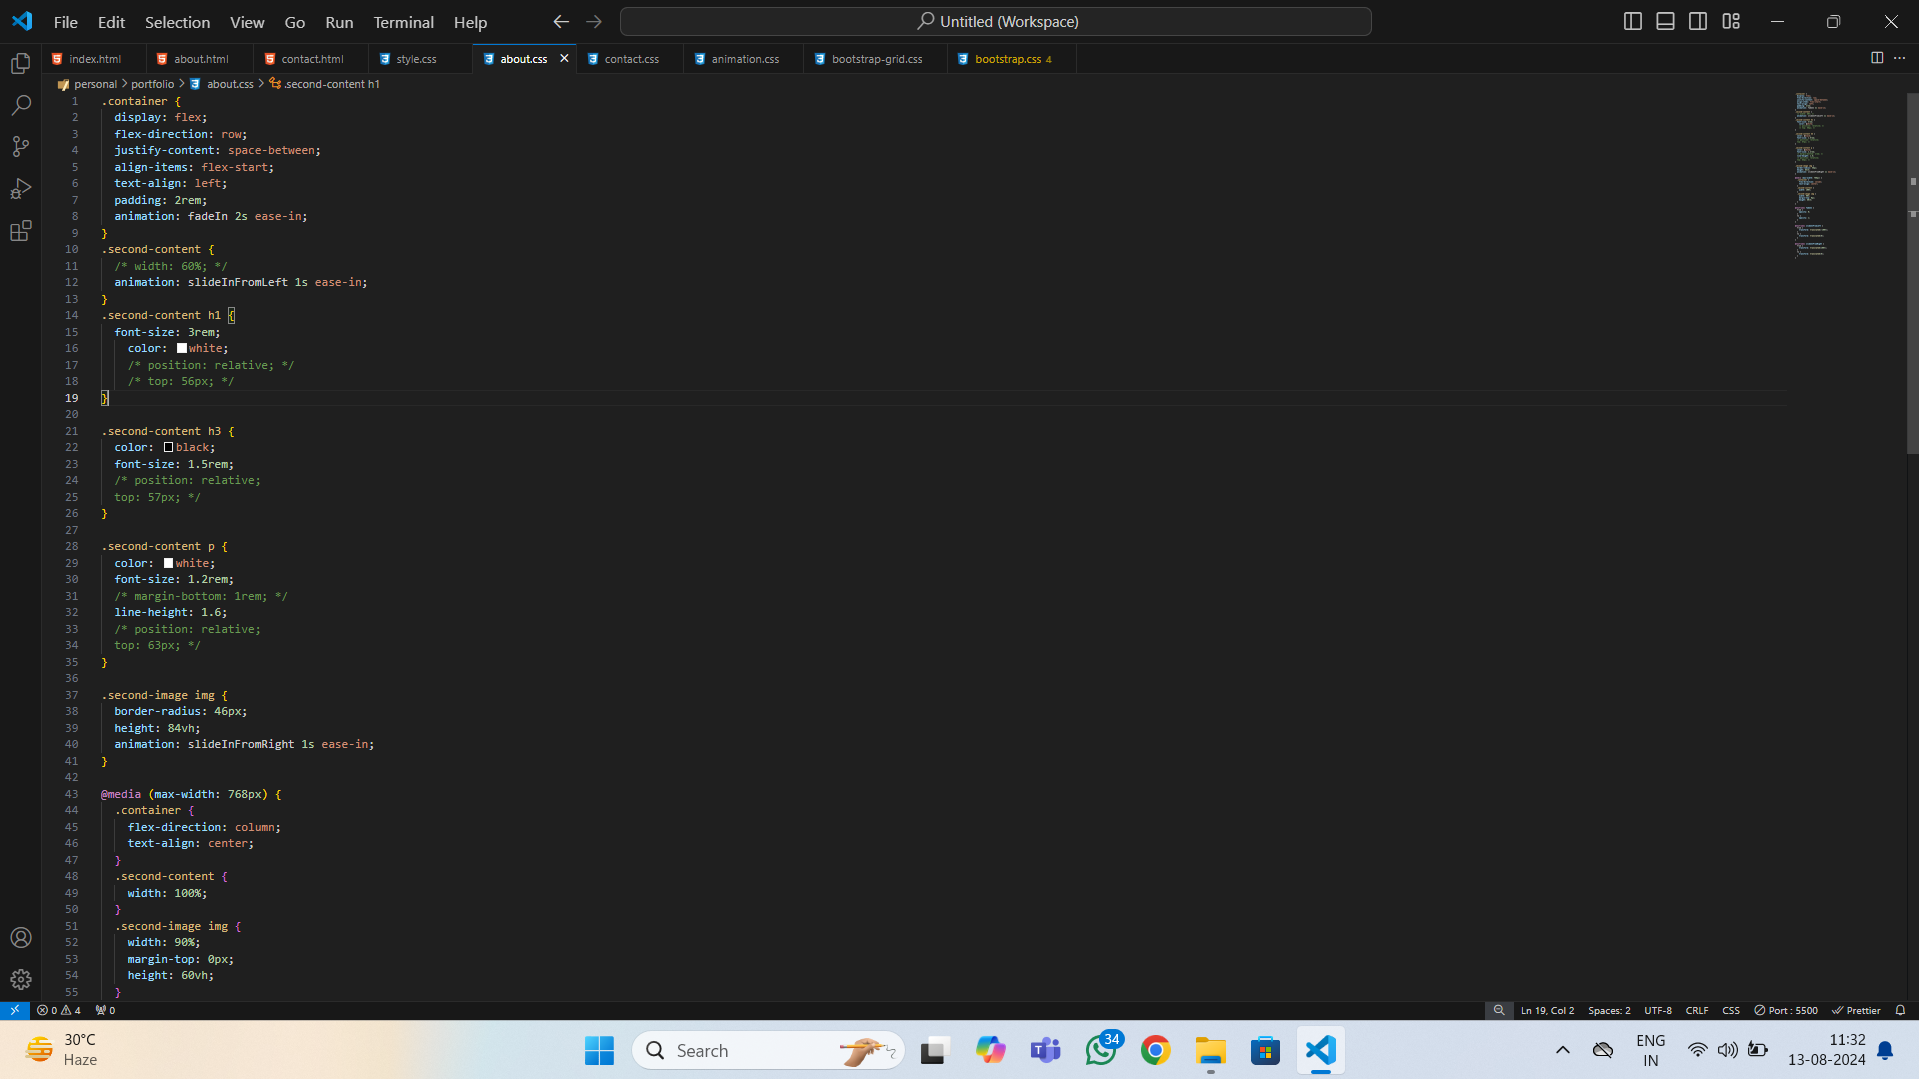 File Edit Selection View Go Run Terminal Help
Untitled (Workspace)
index.html about.html contact.html style.css about.css contact.css animation.css bootstrap-grid.css bootstrap.css 4
personal > portfolio > about.css > .second-content h1
1 .container {
2 display: flex;
3 flex-direction: row;
4 justify-content: space-between;
5 align-items: flex-start;
6 text-align: left;
7 padding: 2rem;
8 animation: fadeIn 2s ease-in;
9 }
10 .second-content {
11 /* width: 60%; */
12 animation: slideInFromLeft 1s ease-in;
13 }
14 .second-content h1 {
15 font-size: 3rem;
16 color: white;
17 /* position: relative; */
18 /* top: 56px; */
19 }
20
21 .second-content h3 {
22 color: black;
23 font-size: 1.5rem;
24 /* position: relative;
25 top: 57px; */
26 }
27
28 .second-content p {
29 color: white;
30 font-size: 1.2rem;
31 /* margin-bottom: 1rem; */
32 line-height: 1.6;
33 /* position: relative;
34 top: 63px; */
35 }
36
37 .second-image img {
38 border-radius: 46px;
39 height: 84vh;
40 animation: slideInFromRight 1s ease-in;
41 }
42
43 @media (max-width: 768px) {
44 .container {
45 flex-direction: column;
46 text-align: center;
47 }
48 .second-content {
49 width: 100%;
50 }
51 .second-image img {
52 width: 90%;
53 margin-top: 0px;
54 height: 60vh;
55 }
0 4 0
Ln 19, Col 2 Spaces: 2 UTF-8 CRLF CSS Port : 5500 Prettier
30°C
Haze
Search
34
ENG
IN
11:32
13-08-2024